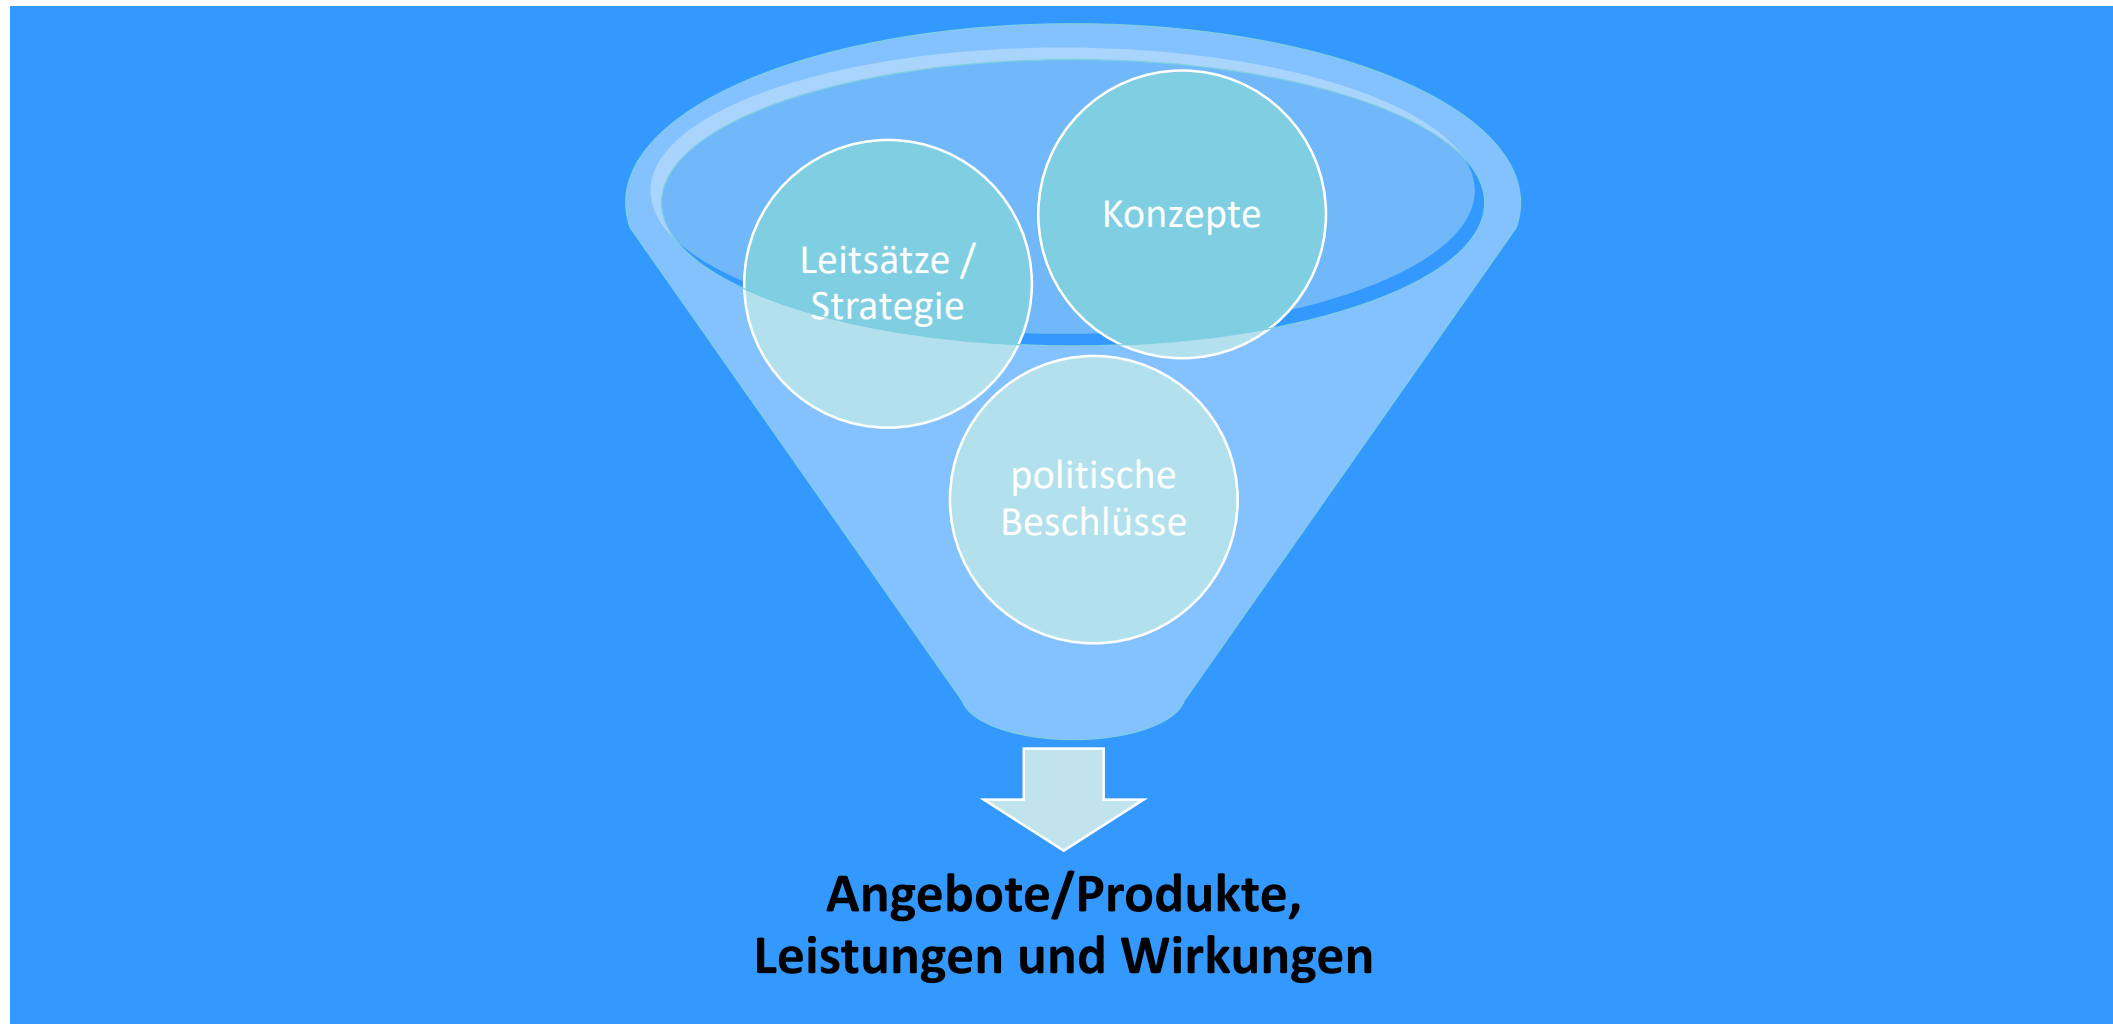 Konzepte
Leitsätze /
Strategie
politische
Beschlüsse
Angebote/Produkte,
Leistungen und Wirkungen